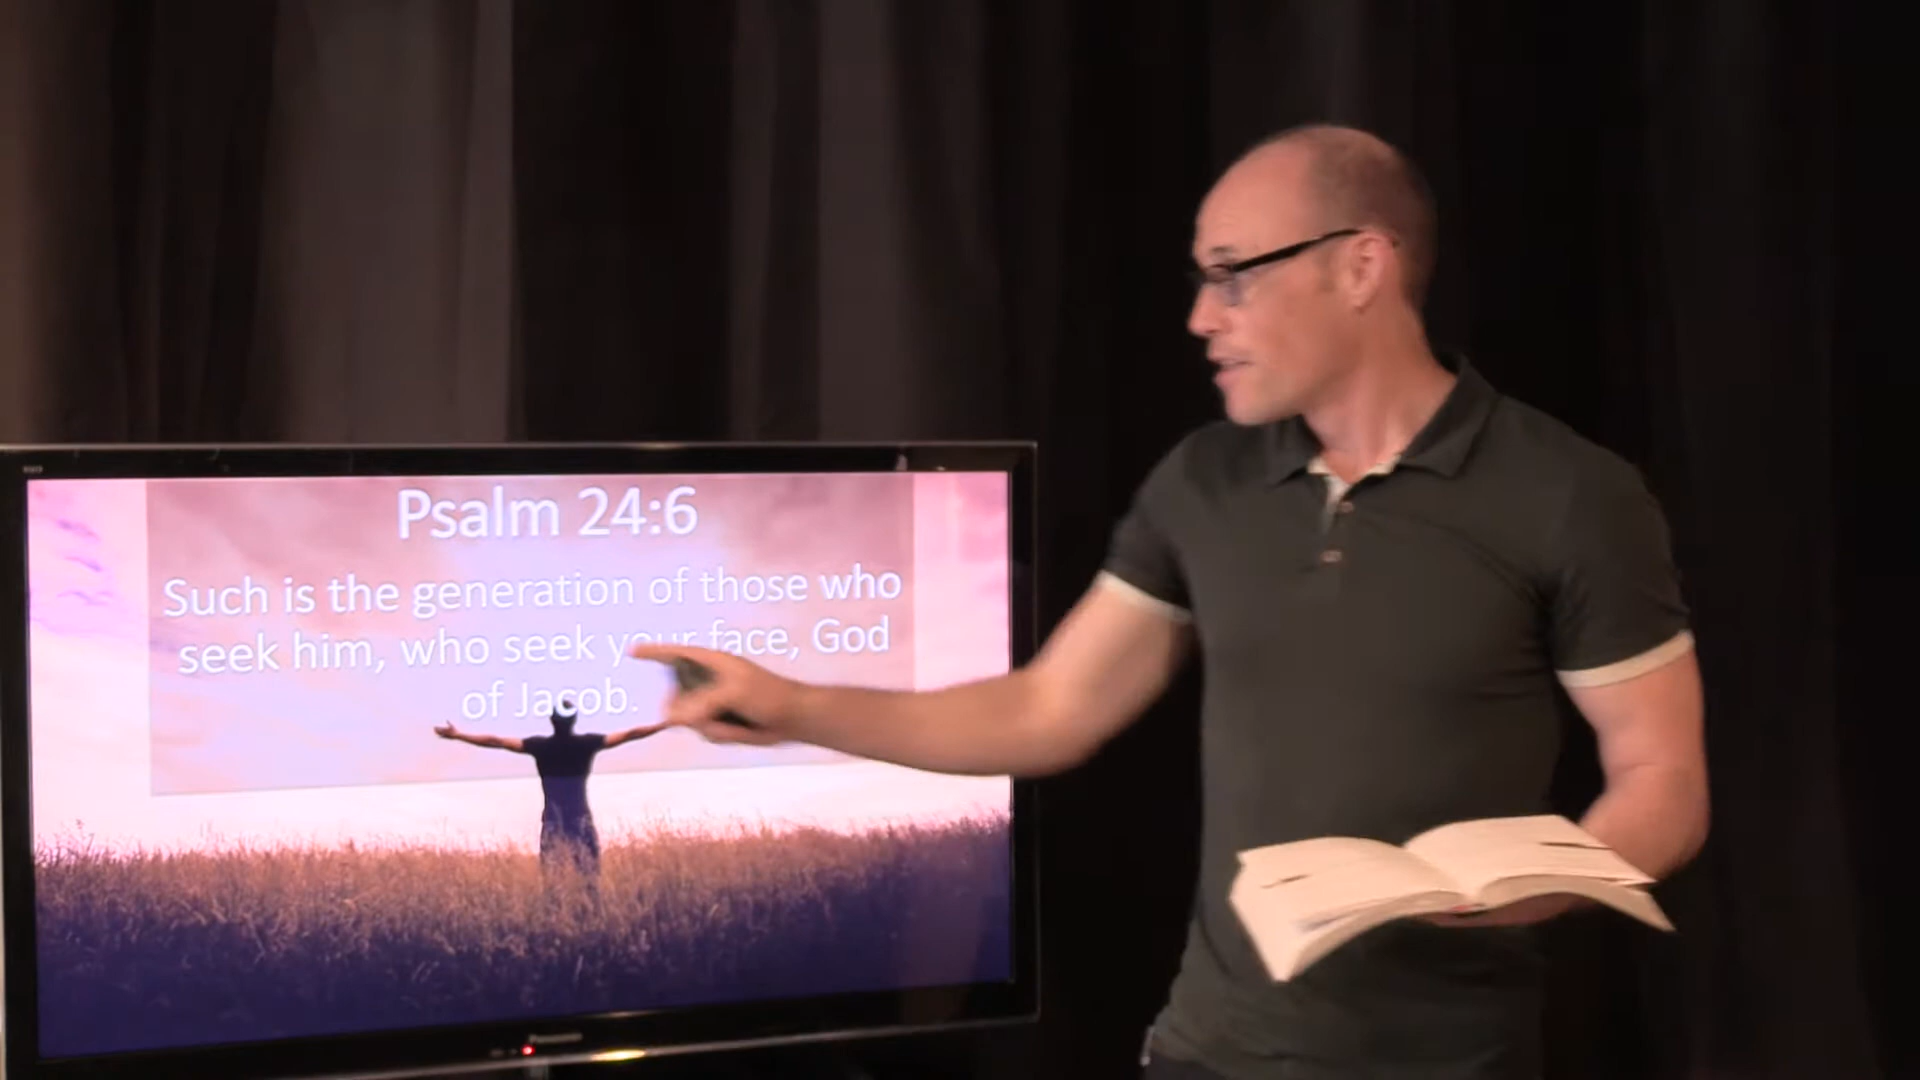 Psalm 24:6
Such is the generation of those who
seek him, who seek your face, God
of Jacob.
Panasonic